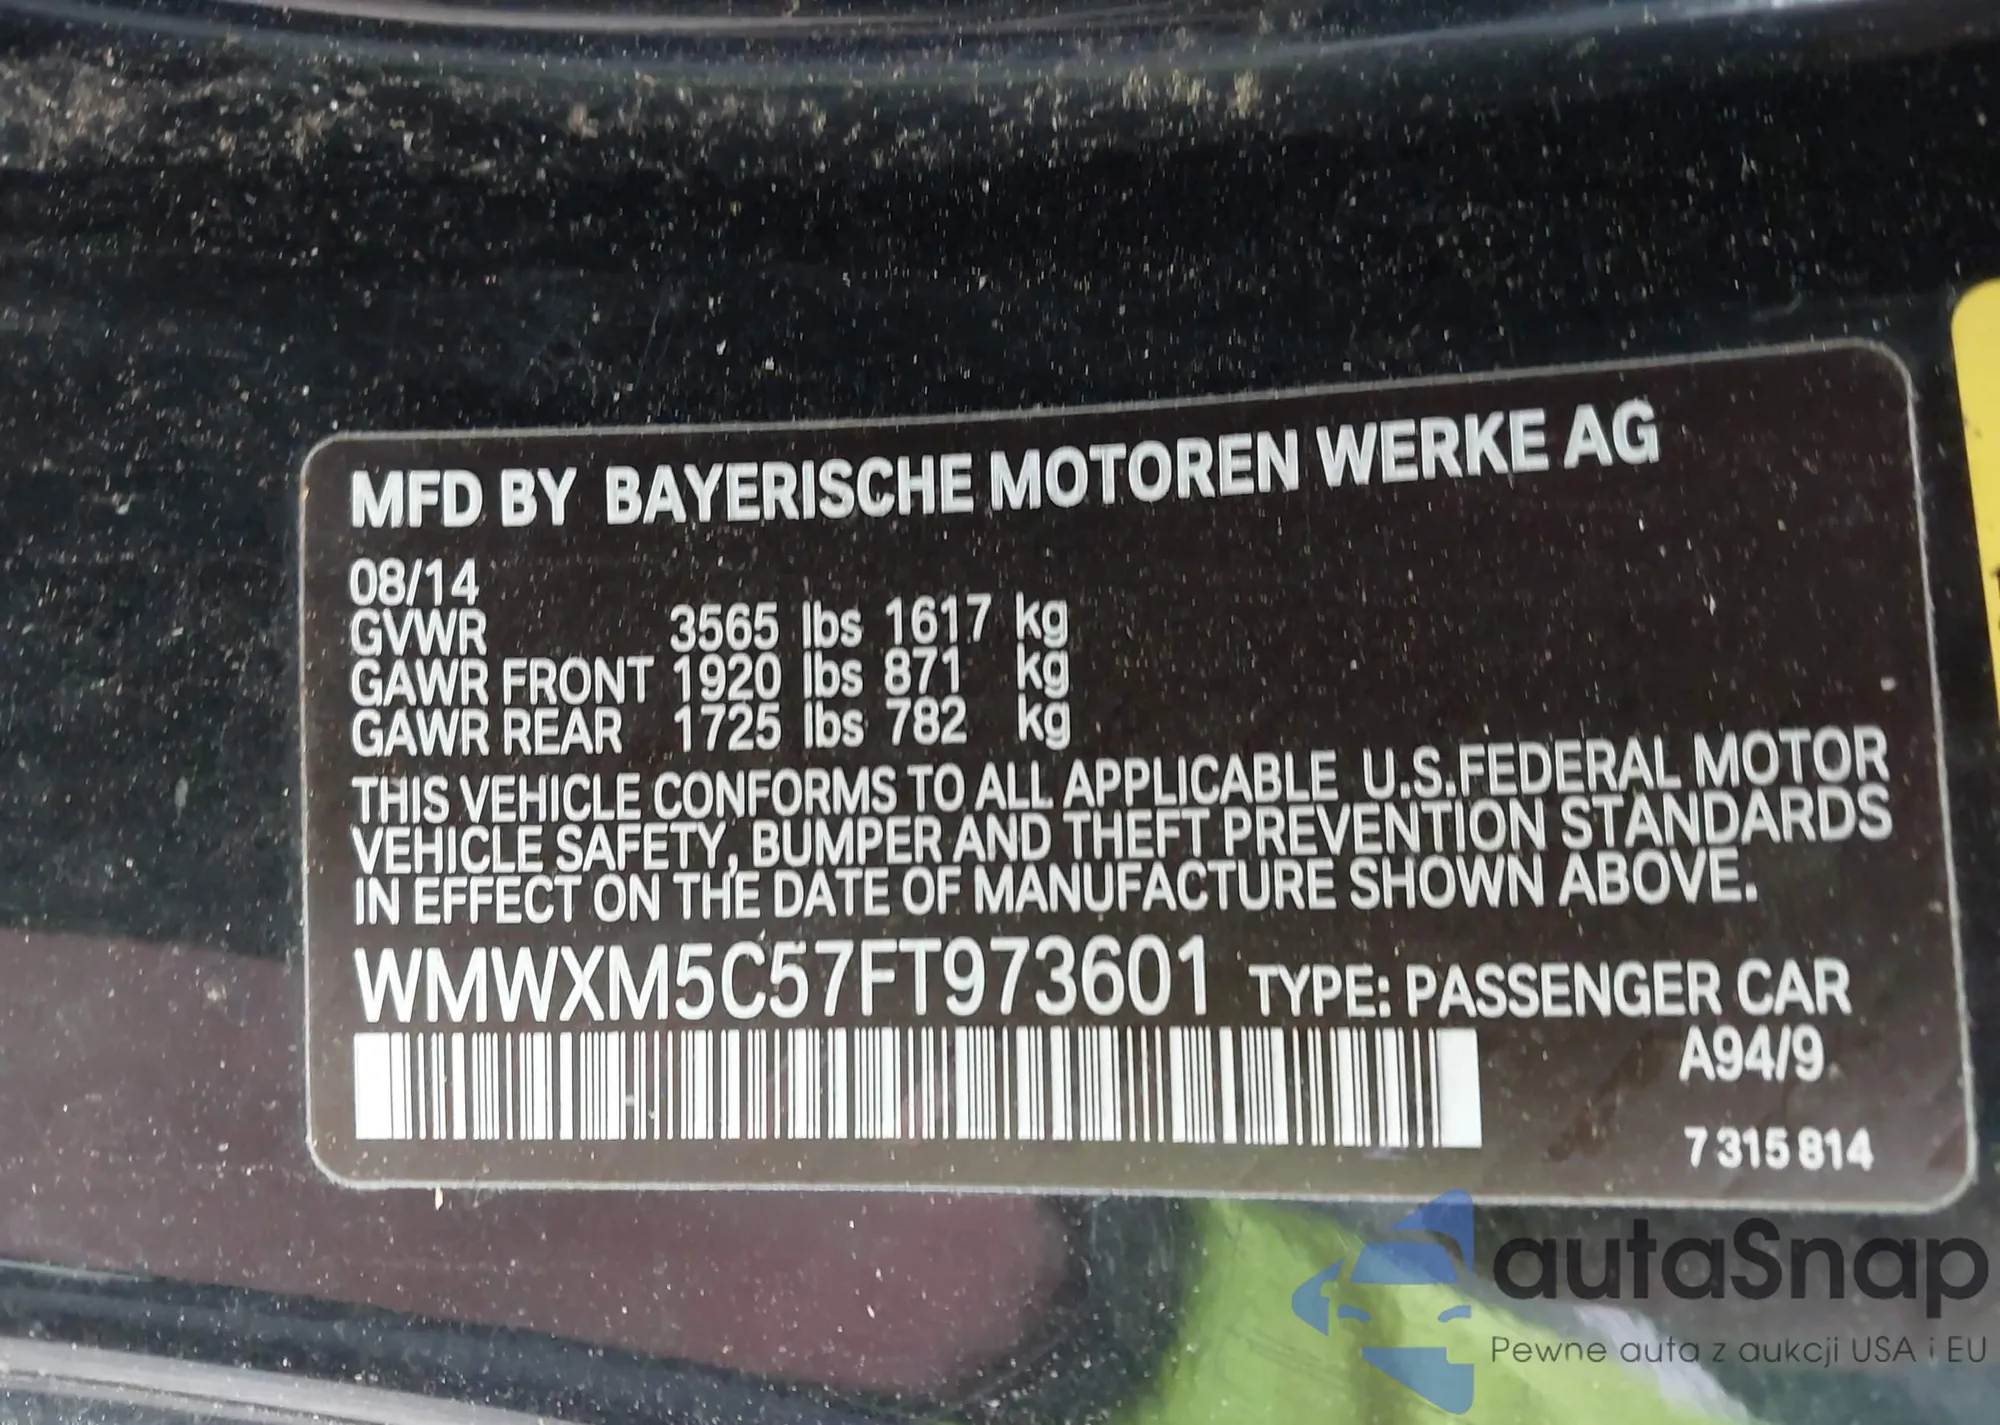 MFD BY BAYERISCHE MOTOREN WERKE AG
08/14
GVWR 3565 lbs 1617 kg
GAWR FRONT 1920 lbs 871 kg
GAWR REAR 1725 lbs 782 kg
THIS VEHICLE CONFORMS TO ALL APPLICABLE U.S.FEDERAL MOTOR
VEHICLE SAFETY, BUMPER AND THEFT PREVENTION STANDARDS
IN EFFECT ON THE DATE OF MANUFACTURE SHOWN ABOVE.
WMWXM5C57FT973601 TYPE: PASSENGER CAR
A94/9
7 315 814
autaSnap
Pewne auta z aukcji USA i EU